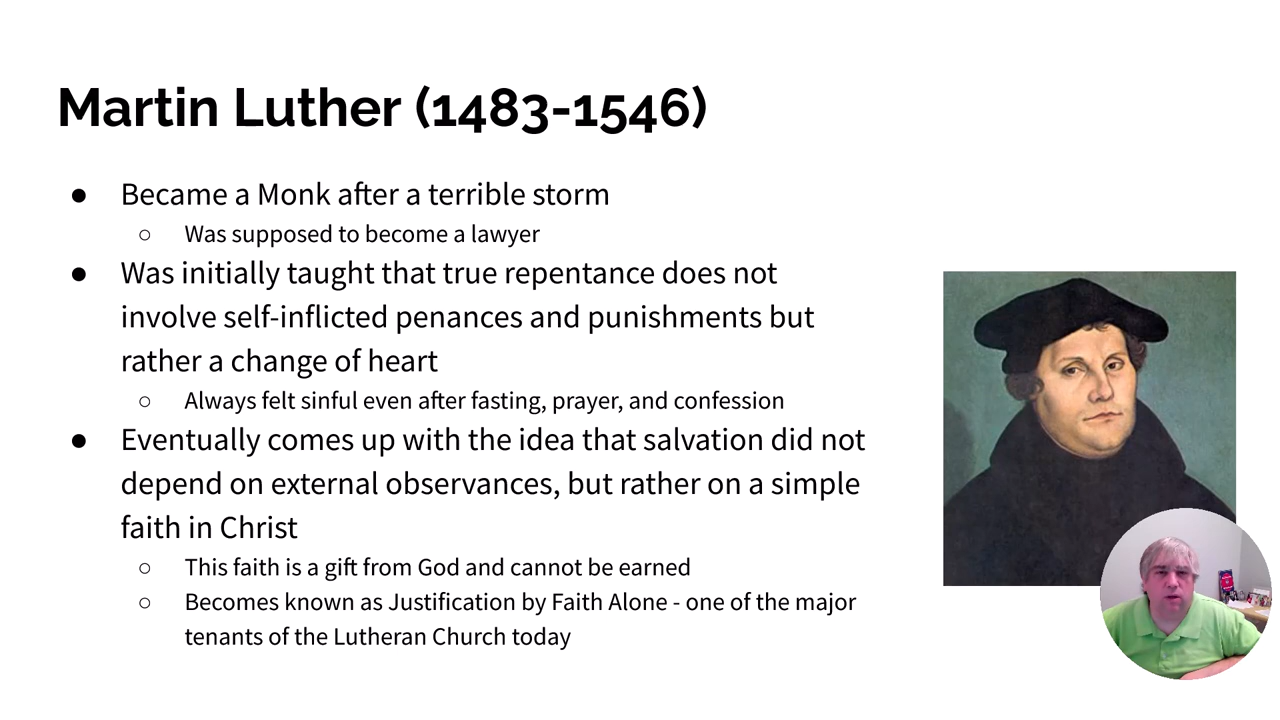 Martin Luther (1483-1546)
● Became a Monk after a terrible storm
○ Was supposed to become a lawyer
● Was initially taught that true repentance does not
involve self-inflicted penances and punishments but
rather a change of heart
○ Always felt sinful even after fasting, prayer, and confession
● Eventually comes up with the idea that salvation did not
depend on external observances, but rather on a simple
faith in Christ
○ This faith is a gift from God and cannot be earned
○ Becomes known as Justification by Faith Alone - one of the major
tenants of the Lutheran Church today